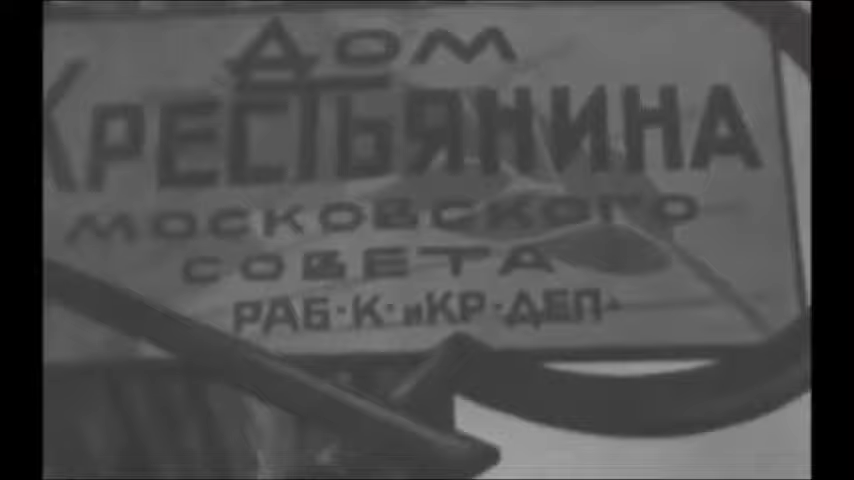 Дом
Крестьянина
московского
совета
РАБ·К·иКР·ДЕП·